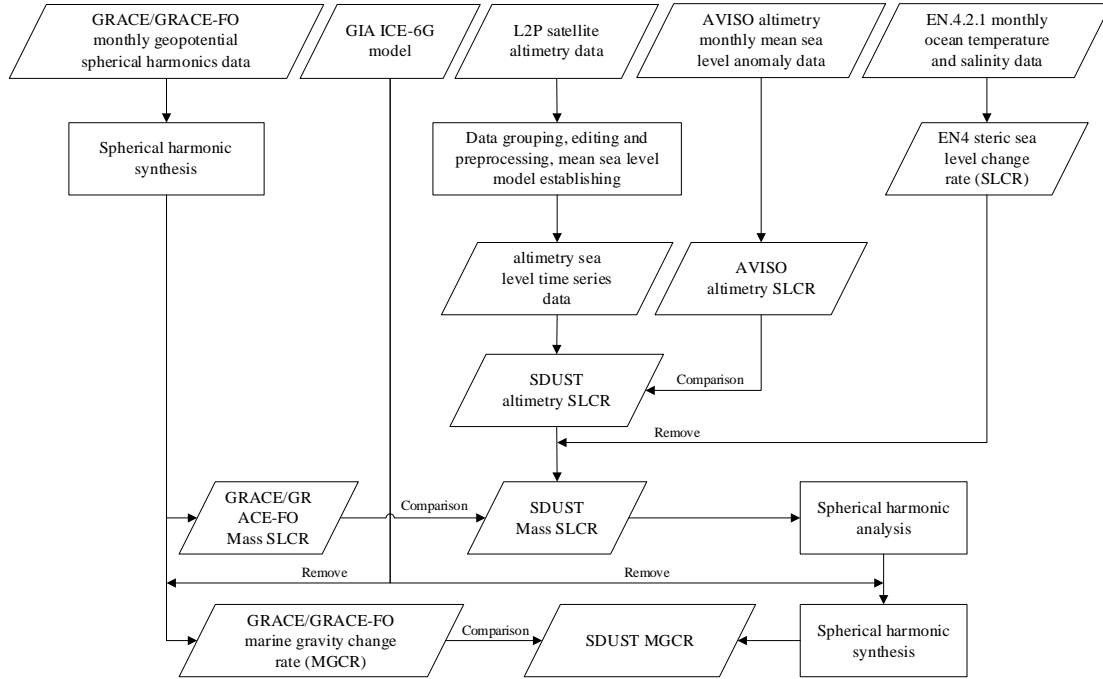 GRACE/GRACE-FO
monthly geopotential
spherical harmonics data
GIA ICE-6G
model
L2P satellite
altimetry data
AVISO altimetry
monthly mean sea
level anomaly data
EN.4.2.1 monthly
ocean temperature
and salinity data
Spherical harmonic
synthesis
Data grouping, editing and
preprocessing, mean sea level
model establishing
EN4 steric sea
level change
rate (SLCR)
altimetry sea
level time series
data
AVISO
altimetry SLCR
SDUST
altimetry SLCR
Comparison
Remove
GRACE/GR
ACE-FO
Mass SLCR
Comparison
SDUST
Mass SLCR
Spherical harmonic
analysis
Remove
Remove
GRACE/GRACE-FO
marine gravity change
rate (MGCR)
Comparison
SDUST MGCR
Spherical harmonic
synthesis